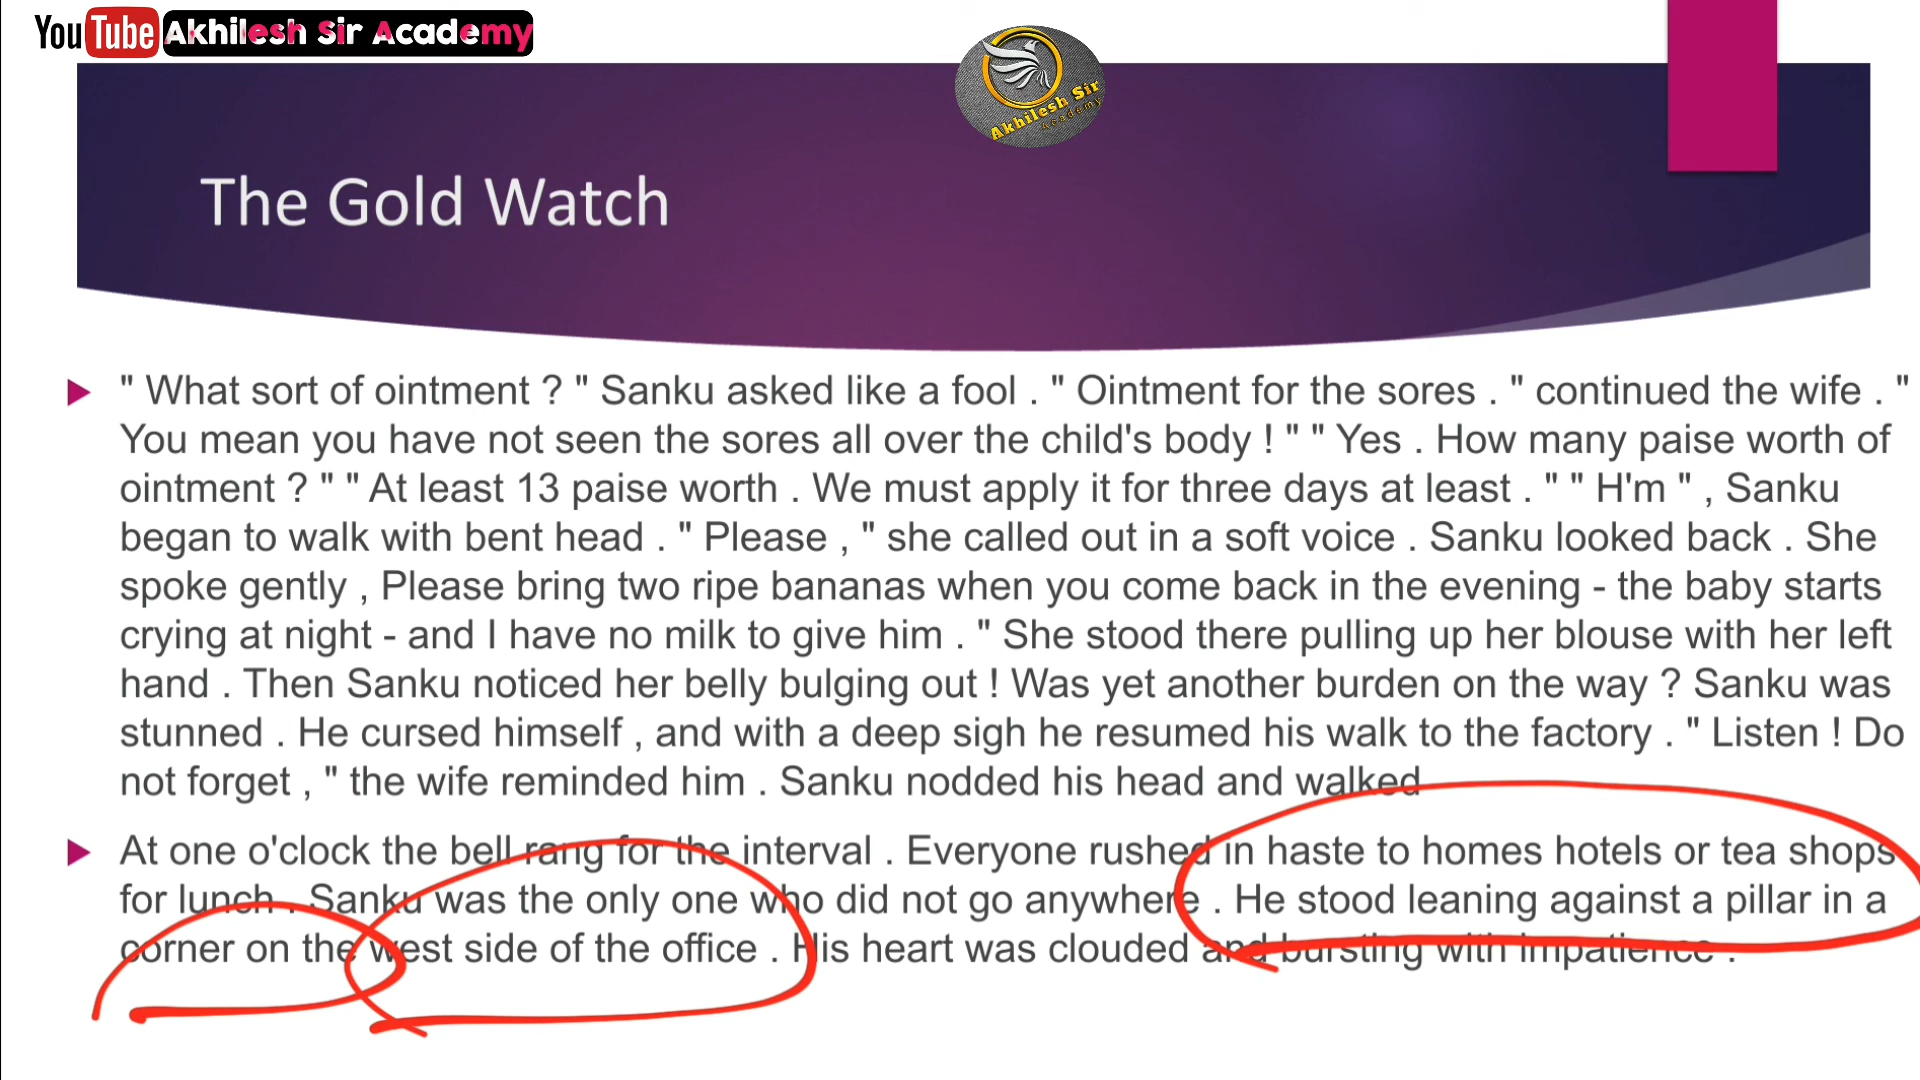 YouTube Akhilesh Sir Academy
Akhilesh Sir
Academy
The Gold Watch
" What sort of ointment ? " Sanku asked like a fool . " Ointment for the sores . " continued the wife . "
You mean you have not seen the sores all over the child's body ! " " Yes . How many paise worth of
ointment ? " " At least 13 paise worth . We must apply it for three days at least . " " H'm " , Sanku
began to walk with bent head . " Please , " she called out in a soft voice . Sanku looked back . She
spoke gently , Please bring two ripe bananas when you come back in the evening - the baby starts
crying at night - and I have no milk to give him . " She stood there pulling up her blouse with her left
hand . Then Sanku noticed her belly bulging out ! Was yet another burden on the way ? Sanku was
stunned . He cursed himself , and with a deep sigh he resumed his walk to the factory . " Listen ! Do
not forget , " the wife reminded him . Sanku nodded his head and walked
At one o'clock the bell rang for the interval . Everyone rushed in haste to homes hotels or tea shops
for lunch . Sanku was the only one who did not go anywhere . He stood leaning against a pillar in a
corner on the west side of the office . His heart was clouded and bursting with impatience .